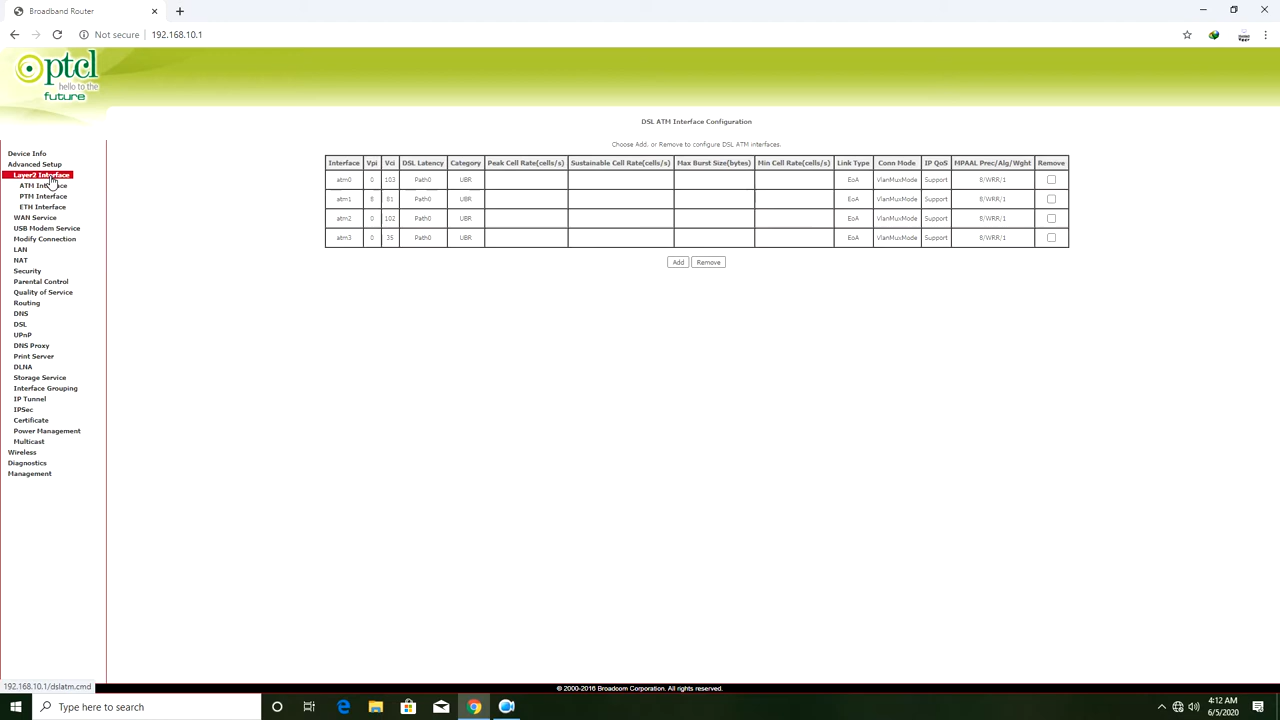 Broadband Router
Not secure | 192.168.10.1
ptcl
hello to the
future
DSL ATM Interface Configuration
Choose Add, or Remove to configure DSL ATM interfaces.
Interface Vpi Vci DSL Latency Category Peak Cell Rate(cells/s) Sustainable Cell Rate(cells/s) Max Burst Size(bytes) Min Cell Rate(cells/s) Link Type Conn Mode IP QoS MPAAL Prec/Alg/Wght Remove
atm0 0 103 Path0 UBR EoA VlanMuxMode Support 8/WRR/1
atm1 8 81 Path0 UBR EoA VlanMuxMode Support 8/WRR/1
atm2 0 102 Path0 UBR EoA VlanMuxMode Support 8/WRR/1
atm3 0 35 Path0 UBR EoA VlanMuxMode Support 8/WRR/1
Add Remove
Device Info
Advanced Setup
Layer2 Interface
ATM Interface
PTM Interface
ETH Interface
WAN Service
USB Modem Service
Modify Connection
LAN
NAT
Security
Parental Control
Quality of Service
Routing
DNS
DSL
UPnP
DNS Proxy
Print Server
DLNA
Storage Service
Interface Grouping
IP Tunnel
IPSec
Certificate
Power Management
Multicast
Wireless
Diagnostics
Management
192.168.10.1/dslatm.cmd
© 2000-2016 Broadcom Corporation. All rights reserved.
Type here to search
4:12 AM
6/5/2020